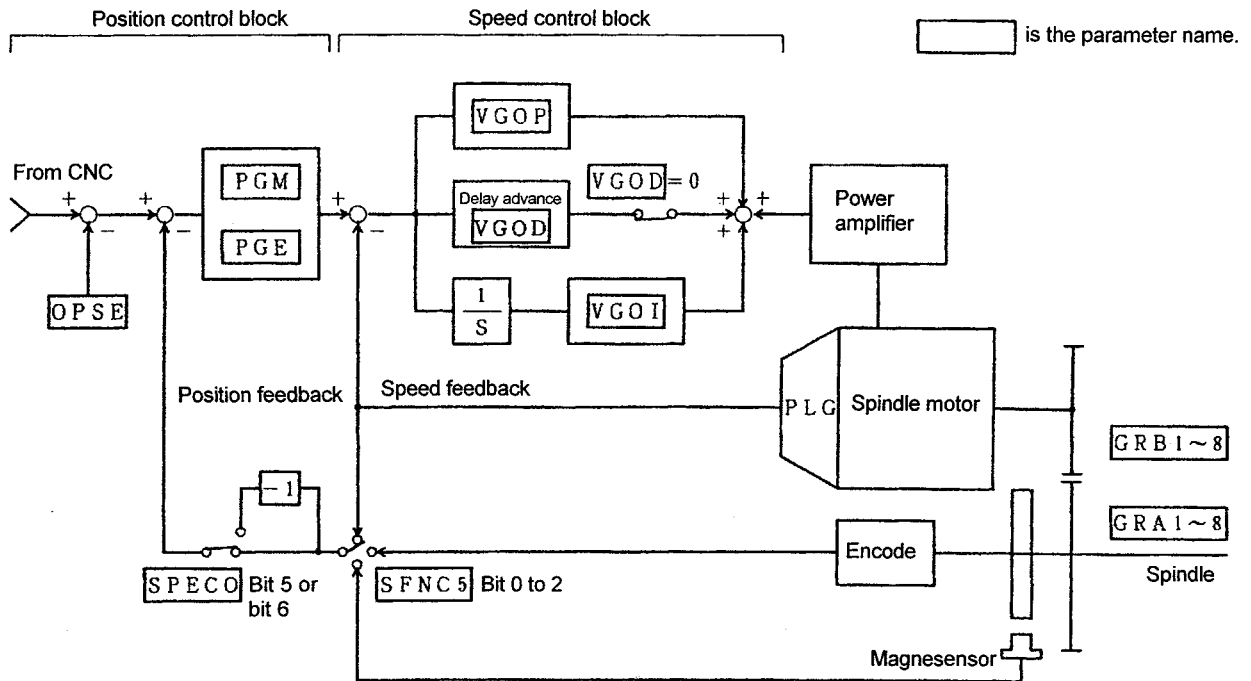 Position control block
Speed control block
is the parameter name.
VGOP
From CNC
+
+
PGM
+
Delay advance
VGOD = 0
+
+
Power
amplifier
−
−
PGE
−
VGOD
+
OPSE
1
S
VGOI
Position feedback
Speed feedback
PLG
Spindle motor
GRB1~8
−1
GRA1~8
Encode
Spindle
SPECO
Bit 5 or
bit 6
SFNC5
Bit 0 to 2
Magnesensor